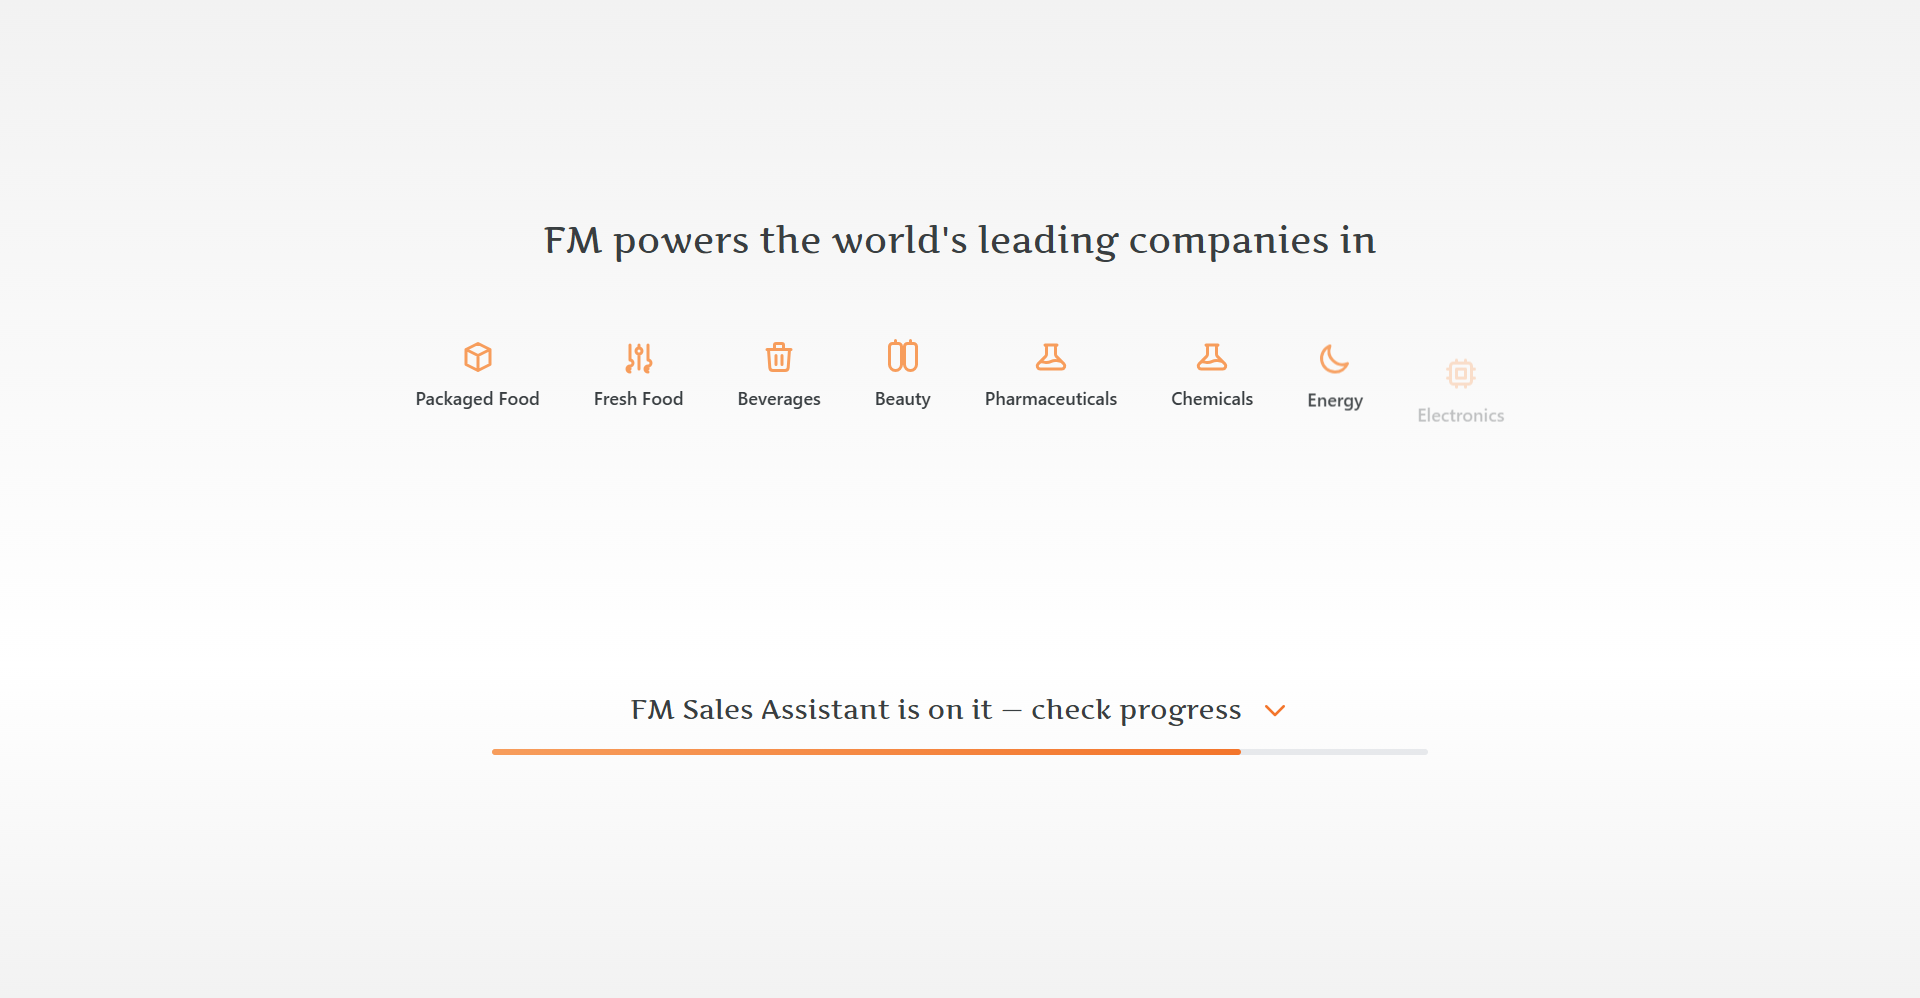 FM powers the world's leading companies in
Packaged Food
Fresh Food
Beverages
Beauty
Pharmaceuticals
Chemicals
Energy
Electronics
FM Sales Assistant is on it — check progress